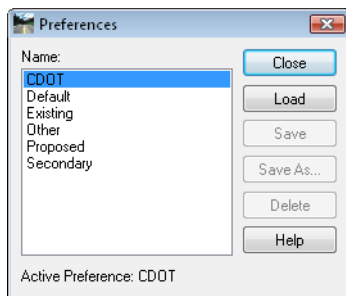 Preferences
Name:
CDOT
Default
Existing
Other
Proposed
Secondary
Close
Load
Save
Save As...
Delete
Help
Active Preference: CDOT